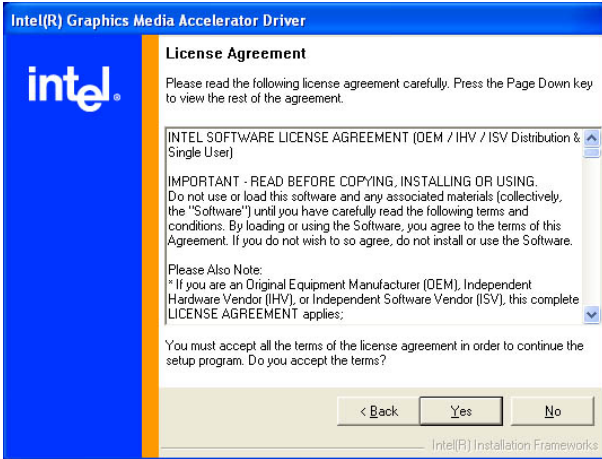 Intel(R) Graphics Media Accelerator Driver
intel.
License Agreement
Please read the following license agreement carefully. Press the Page Down key
to view the rest of the agreement.
INTEL SOFTWARE LICENSE AGREEMENT (OEM / IHV / ISV Distribution &
Single User)
IMPORTANT - READ BEFORE COPYING, INSTALLING OR USING.
Do not use or load this software and any associated materials (collectively,
the "Software") until you have carefully read the following terms and
conditions. By loading or using the Software, you agree to the terms of this
Agreement. If you do not wish to so agree, do not install or use the Software.
Please Also Note:
* If you are an Original Equipment Manufacturer (OEM), Independent
Hardware Vendor (IHV), or Independent Software Vendor (ISV), this complete
LICENSE AGREEMENT applies;
You must accept all the terms of the license agreement in order to continue the
setup program. Do you accept the terms?
< Back
Yes
No
Intel(R) Installation Frameworks